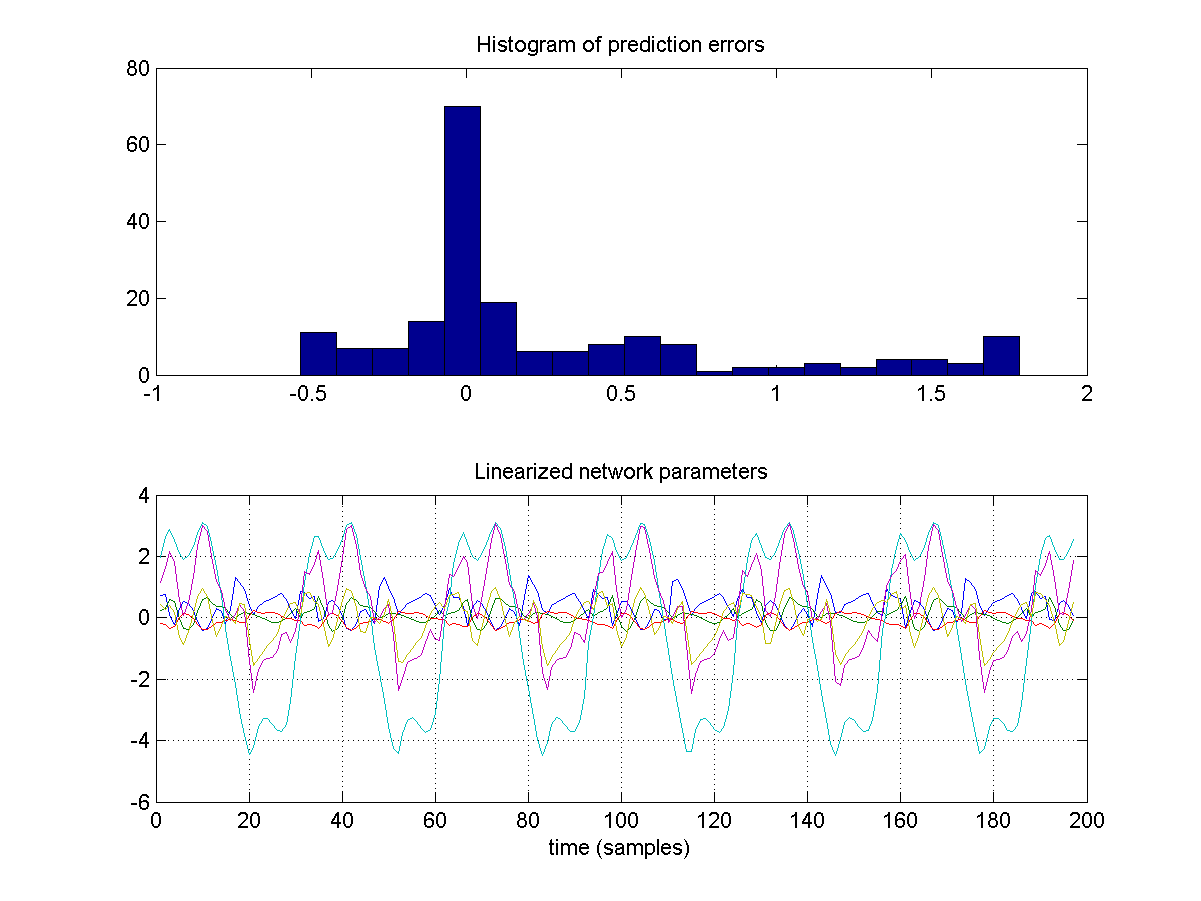 Histogram of prediction errors
80
60
40
20
0
-1 -0.5 0 0.5 1 1.5 2
Linearized network parameters
4
2
0
-2
-4
-6
0 20 40 60 80 100 120 140 160 180 200
time (samples)